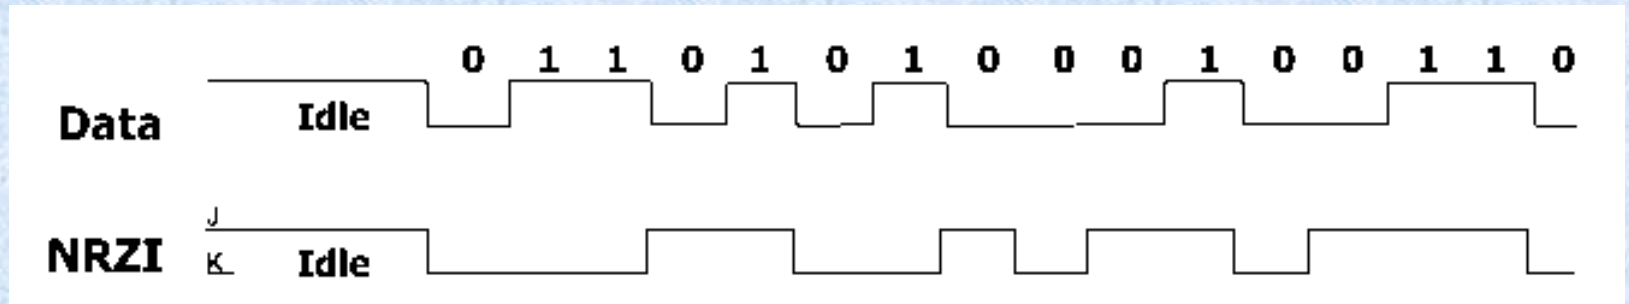 0 1 1 0 1 0 1 0 0 0 1 0 0 1 1 0
Data Idle
J
NRZI K Idle